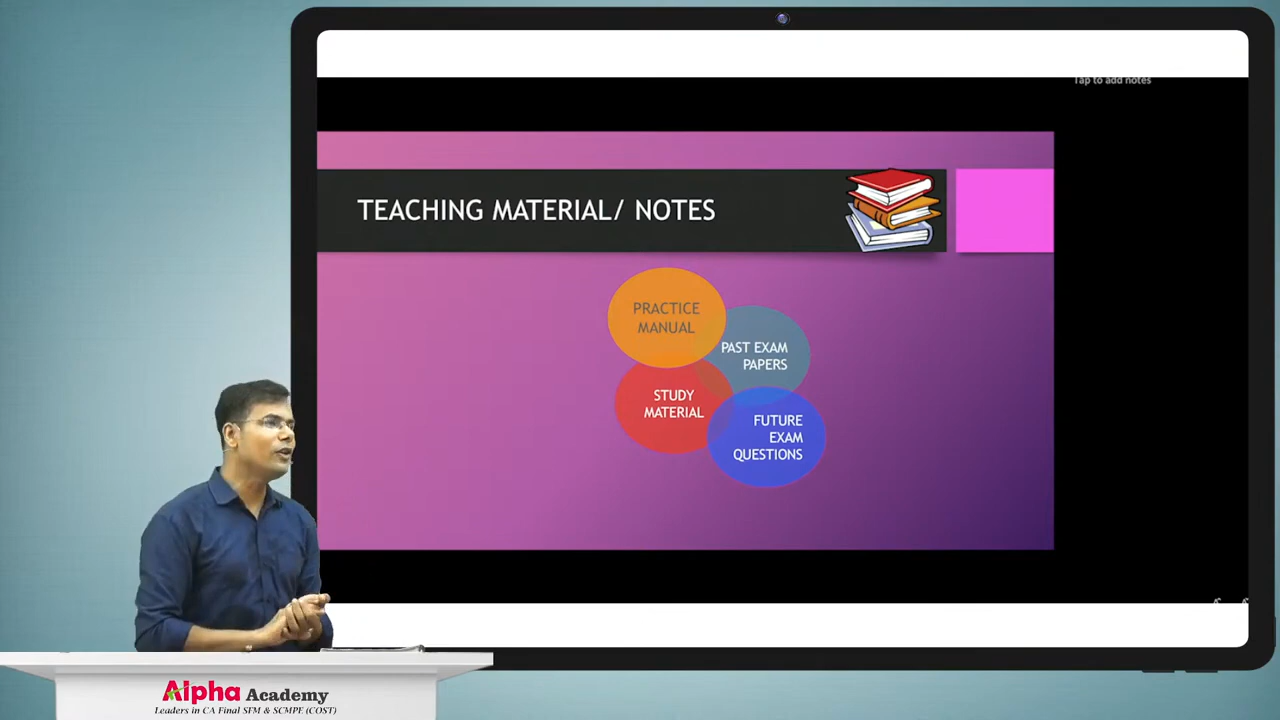 Tap to add notes
TEACHING MATERIAL/ NOTES
PRACTICE
MANUAL
PAST EXAM
PAPERS
STUDY
MATERIAL
FUTURE
EXAM
QUESTIONS
Alpha Academy
Leaders in CA Final SFM & SCMPE (COST)